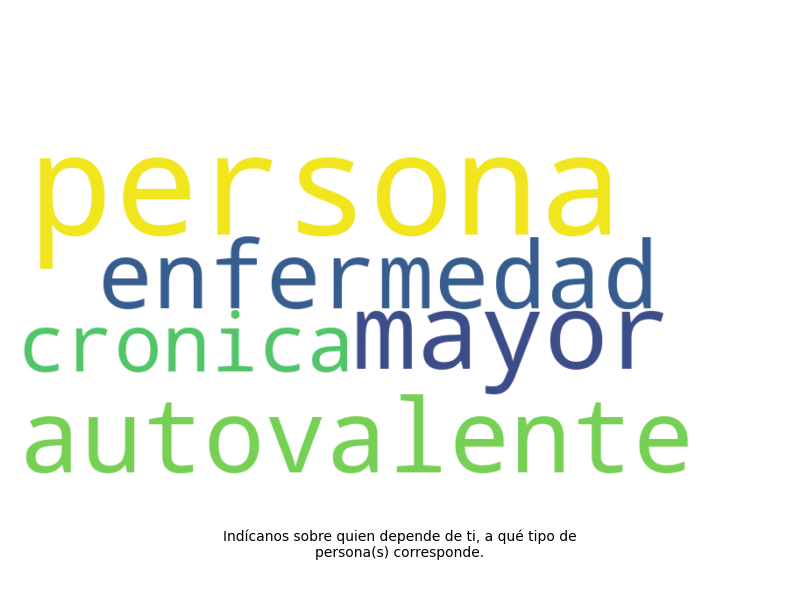 persona
enfermedad
cronica mayor
autovalente
Indícanos sobre quien depende de ti, a qué tipo de
persona(s) corresponde.